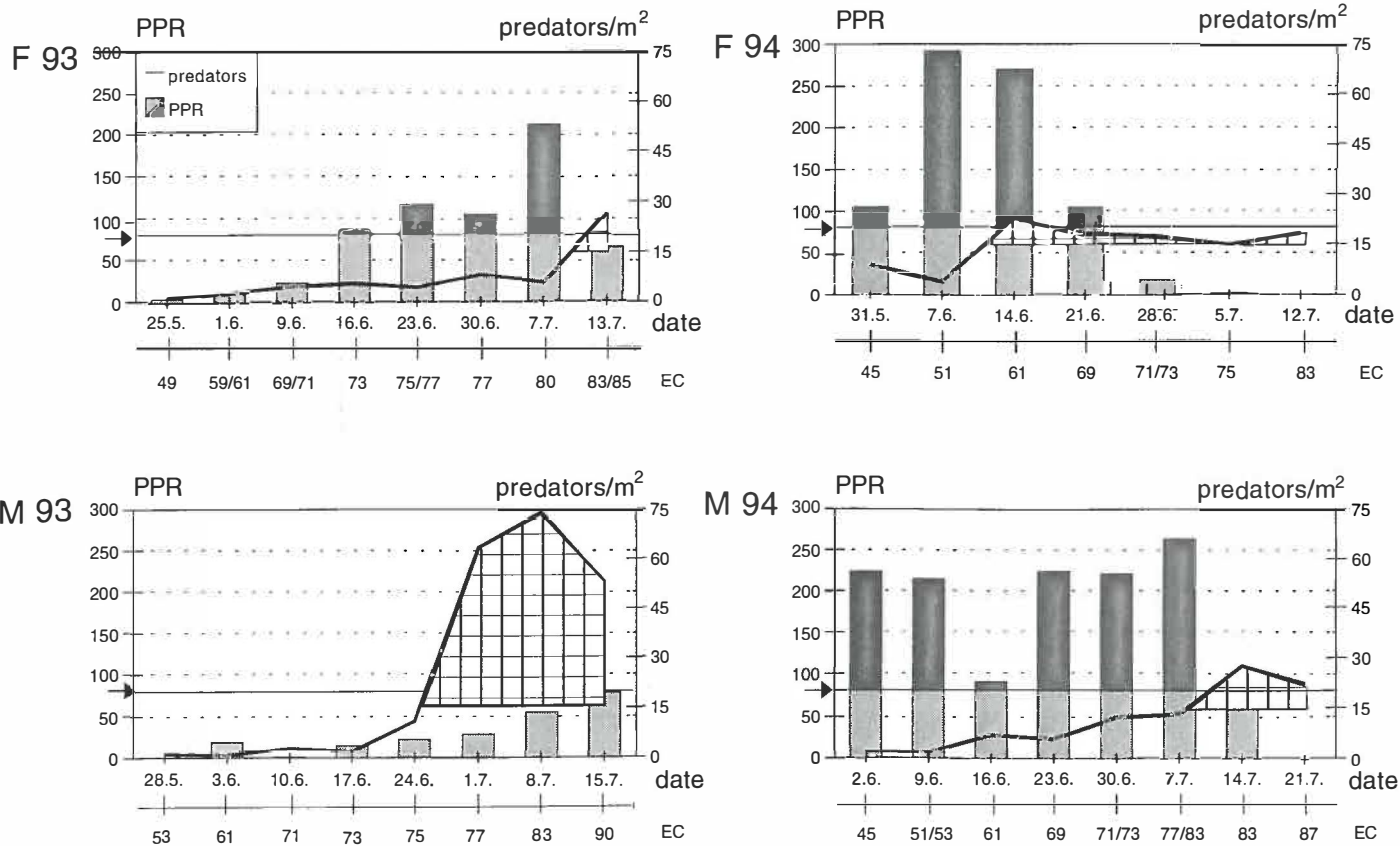 F 93
PPR predators/m²
300 75
predators
PPR
250 60
200 45
150
100 30
50 15
0 0
25.5. 1.6. 9.6. 16.6. 23.6. 30.6. 7.7. 13.7. date
49 59/61 69/71 73 75/77 77 80 83/85 EC
F 94
PPR predators/m²
300 75
250 60
200 45
150
100 30
50 15
0 0
31.5 7.6. 14.6. 21.6. 28.6. 5.7. 12.7. date
45 51 61 69 71/73 75 83 EC
M 93
PPR predators/m²
300 75
250 60
200 45
150
100 30
50 15
0 0
28.5. 3.6. 10.6. 17.6. 24.6. 1.7. 8.7. 15.7. date
53 61 71 73 75 77 83 90 EC
M 94
PPR predators/m²
300 75
250 60
200 45
150
100 30
50 15
0 0
2.6. 9.6. 16.6. 23.6. 30.6. 7.7. 14.7. 21.7. date
45 51/53 61 69 71/73 77/83 83 87 EC